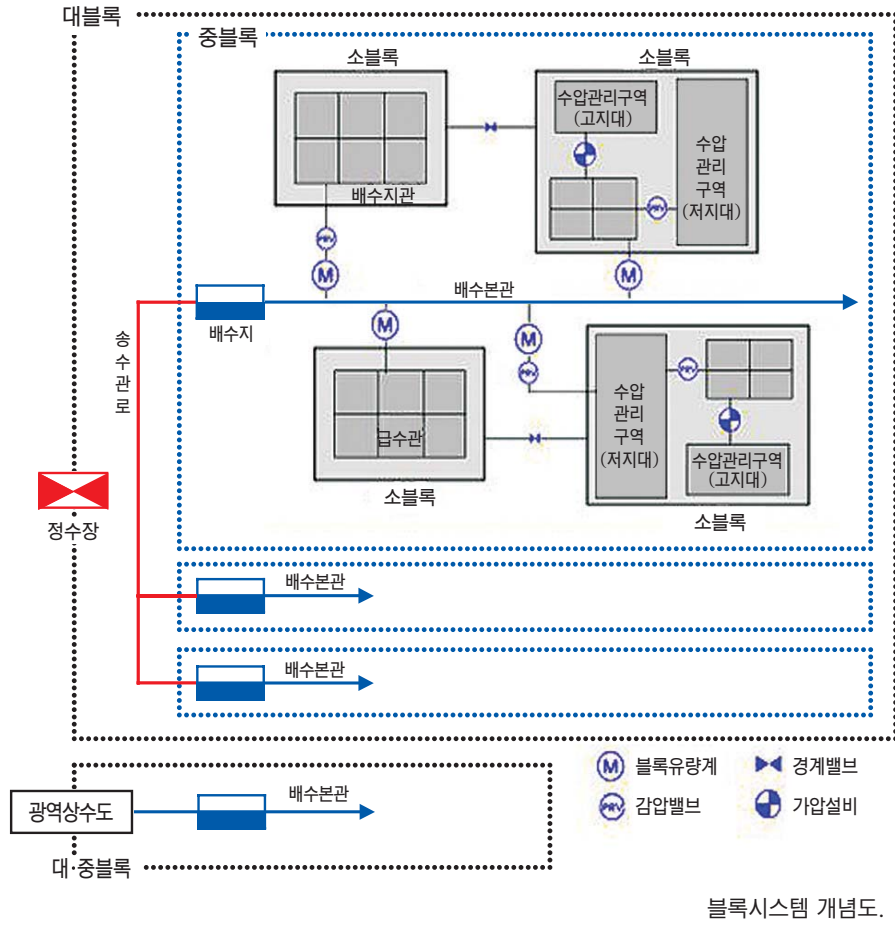 대블록
중블록
소블록
소블록
수압관리구역
(고지대)
수압
관리
구역
(저지대)
배수지관
PRV
PRV
M
M
배수본관
배수지
송
수
관
로
M
M
PRV
PRV
수압
관리
구역
(저지대)
급수관
수압관리구역
(고지대)
소블록
소블록
정수장
배수본관
배수본관
M 블록유량계
경계밸브
PRV 감압밸브
가압설비
광역상수도
배수본관
대·중블록
블록시스템 개념도.